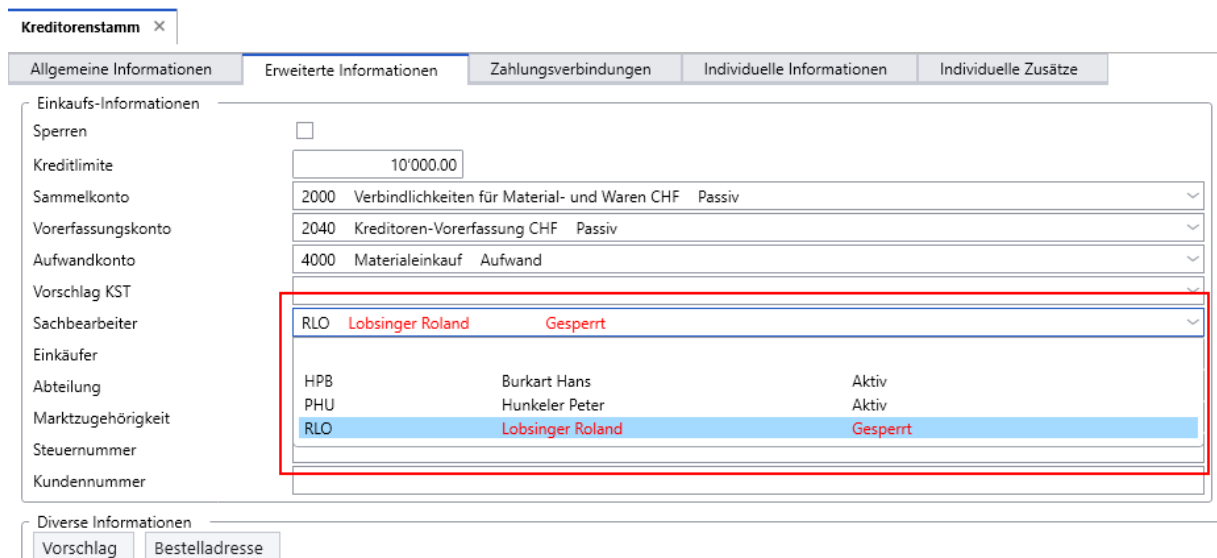 Kreditorenstamm ×
Allgemeine Informationen Erweiterte Informationen Zahlungsverbindungen Individuelle Informationen Individuelle Zusätze
Einkaufs-Informationen
Sperren
Kreditlimite 10'000.00
Sammelkonto 2000 Verbindlichkeiten für Material- und Waren CHF Passiv
Vorerfassungskonto 2040 Kreditoren-Vorerfassung CHF Passiv
Aufwandkonto 4000 Materialeinkauf Aufwand
Vorschlag KST
Sachbearbeiter RLO Lobsinger Roland Gesperrt
Einkäufer
Abteilung HPB Burkart Hans Aktiv
PHU Hunkeler Peter Aktiv
Marktzugehörigkeit RLO Lobsinger Roland Gesperrt
Steuernummer
Kundennummer
Diverse Informationen
Vorschlag Bestelladresse